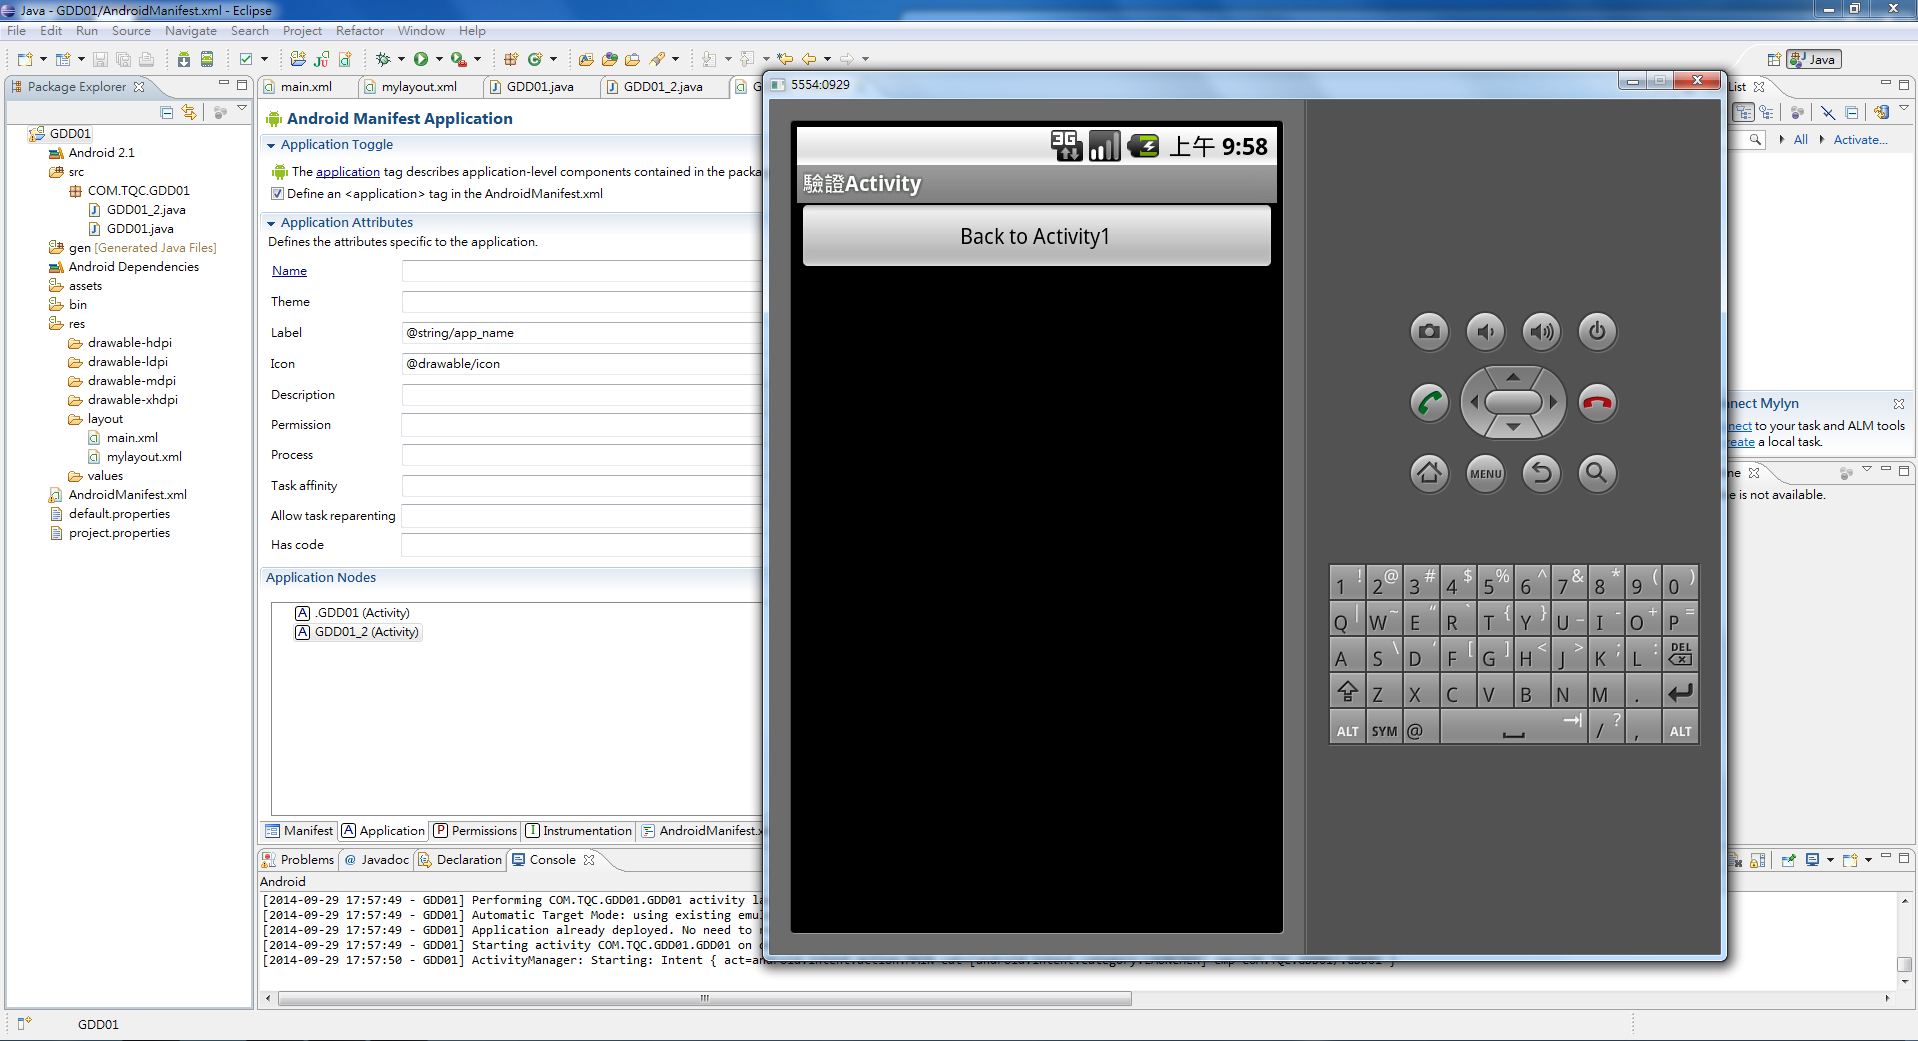 Java - GDD01/AndroidManifest.xml - Eclipse
File Edit Run Source Navigate Search Project Refactor Window Help
Java
Package Explorer
main.xml mylayout.xml GDD01.java GDD01_2.java
List
GDD01
Android 2.1
src
COM.TQC.GDD01
GDD01_2.java
GDD01.java
gen [Generated Java Files]
Android Dependencies
assets
bin
res
drawable-hdpi
drawable-ldpi
drawable-mdpi
drawable-xhdpi
layout
main.xml
mylayout.xml
values
AndroidManifest.xml
default.properties
project.properties
Android Manifest Application
Application Toggle
The application tag describes application-level components contained in the
Define an <application> tag in the AndroidManifest.xml
Application Attributes
Defines the attributes specific to the application.
Name
Theme
Label @string/app_name
Icon @drawable/icon
Description
Permission
Process
Task affinity
Allow task reparenting
Has code
Application Nodes
A .GDD01 (Activity)
A GDD01_2 (Activity)
Manifest A Application P Permissions I Instrumentation AndroidManifest.x
Problems @ Javadoc Declaration Console
Android
[2014-09-29 17:57:49 - GDD01] Performing COM.TQC.GDD01.GDD01 activity
[2014-09-29 17:57:49 - GDD01] Automatic Target Mode: using existing
[2014-09-29 17:57:49 - GDD01] Application already deployed. No need to
[2014-09-29 17:57:49 - GDD01] Starting activity COM.TQC.GDD01.GDD01 on
[2014-09-29 17:57:50 - GDD01] ActivityManager: Starting: Intent {
GDD01
5554:0929
3G 上午 9:58
驗證Activity
Back to Activity1
MENU
1 ! 2 @ 3 # 4 $ 5 % 6 ^ 7 & 8 * 9 ( 0 )
Q | W ~ E “ R ` T { Y } U _ I - O + P =
A S \ D ' F [ G ] H < J > K ; L : DEL
Z X C V B N M .
ALT SYM @ / ? , ALT
All Activate...
nnect Mylyn
nect to your task and ALM tools
eate a local task.
ne
e is not available.